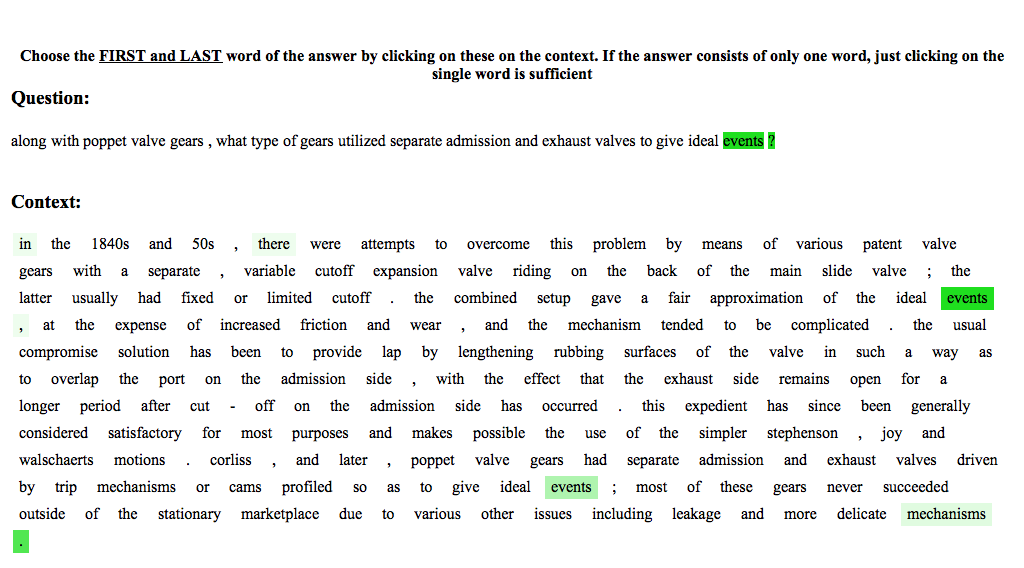 Choose the FIRST and LAST word of the answer by clicking on these on the context. If the answer consists of only one word, just clicking on the
single word is sufficient
Question:
along with poppet valve gears , what type of gears utilized separate admission and exhaust valves to give ideal events ?
Context:
in the 1840s and 50s , there were attempts to overcome this problem by means of various patent valve
gears with a separate , variable cutoff expansion valve riding on the back of the main slide valve ; the
latter usually had fixed or limited cutoff . the combined setup gave a fair approximation of the ideal events
, at the expense of increased friction and wear , and the mechanism tended to be complicated . the usual
compromise solution has been to provide lap by lengthening rubbing surfaces of the valve in such a way as
to overlap the port on the admission side , with the effect that the exhaust side remains open for a
longer period after cut - off on the admission side has occurred . this expedient has since been generally
considered satisfactory for most purposes and makes possible the use of the simpler stephenson , joy and
walschaerts motions . corliss , and later , poppet valve gears had separate admission and exhaust valves driven
by trip mechanisms or cams profiled so as to give ideal events ; most of these gears never succeeded
outside of the stationary marketplace due to various other issues including leakage and more delicate mechanisms
.